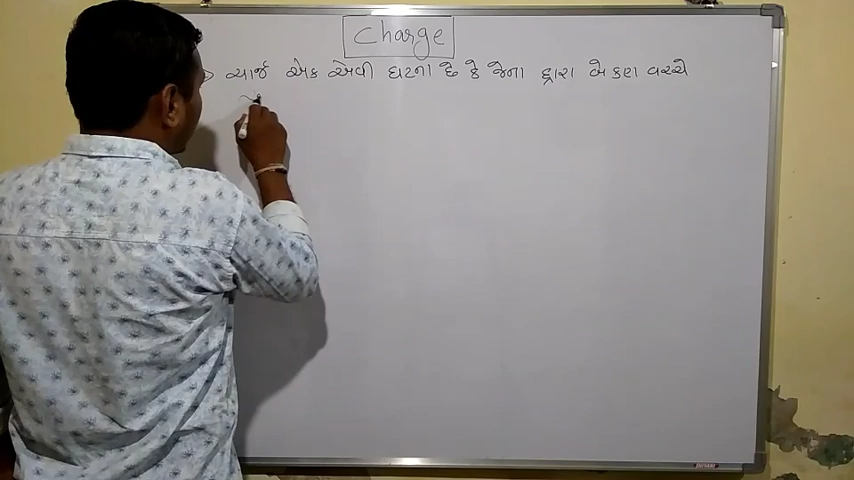 Charge
→ ચાર્જ એક એવી ઘટના છે કે જેના દ્વારા બે કણો વચ્ચે